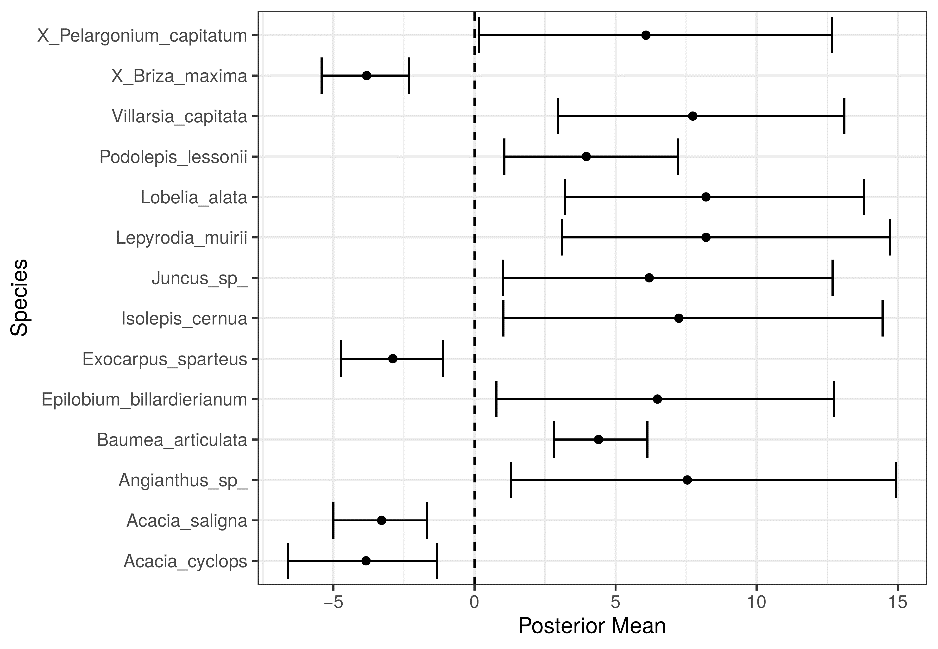 X_Pelargonium_capitatum
X_Briza_maxima
Villarsia_capitata
Podolepis_lessonii
Lobelia_alata
Lepyrodia_muirii
Juncus_sp_
Isolepis_cernua
Exocarpus_sparteus
Epilobium_billardierianum
Baumea_articulata
Angianthus_sp_
Acacia_saligna
Acacia_cyclops
Species
−5 0 5 10 15
Posterior Mean